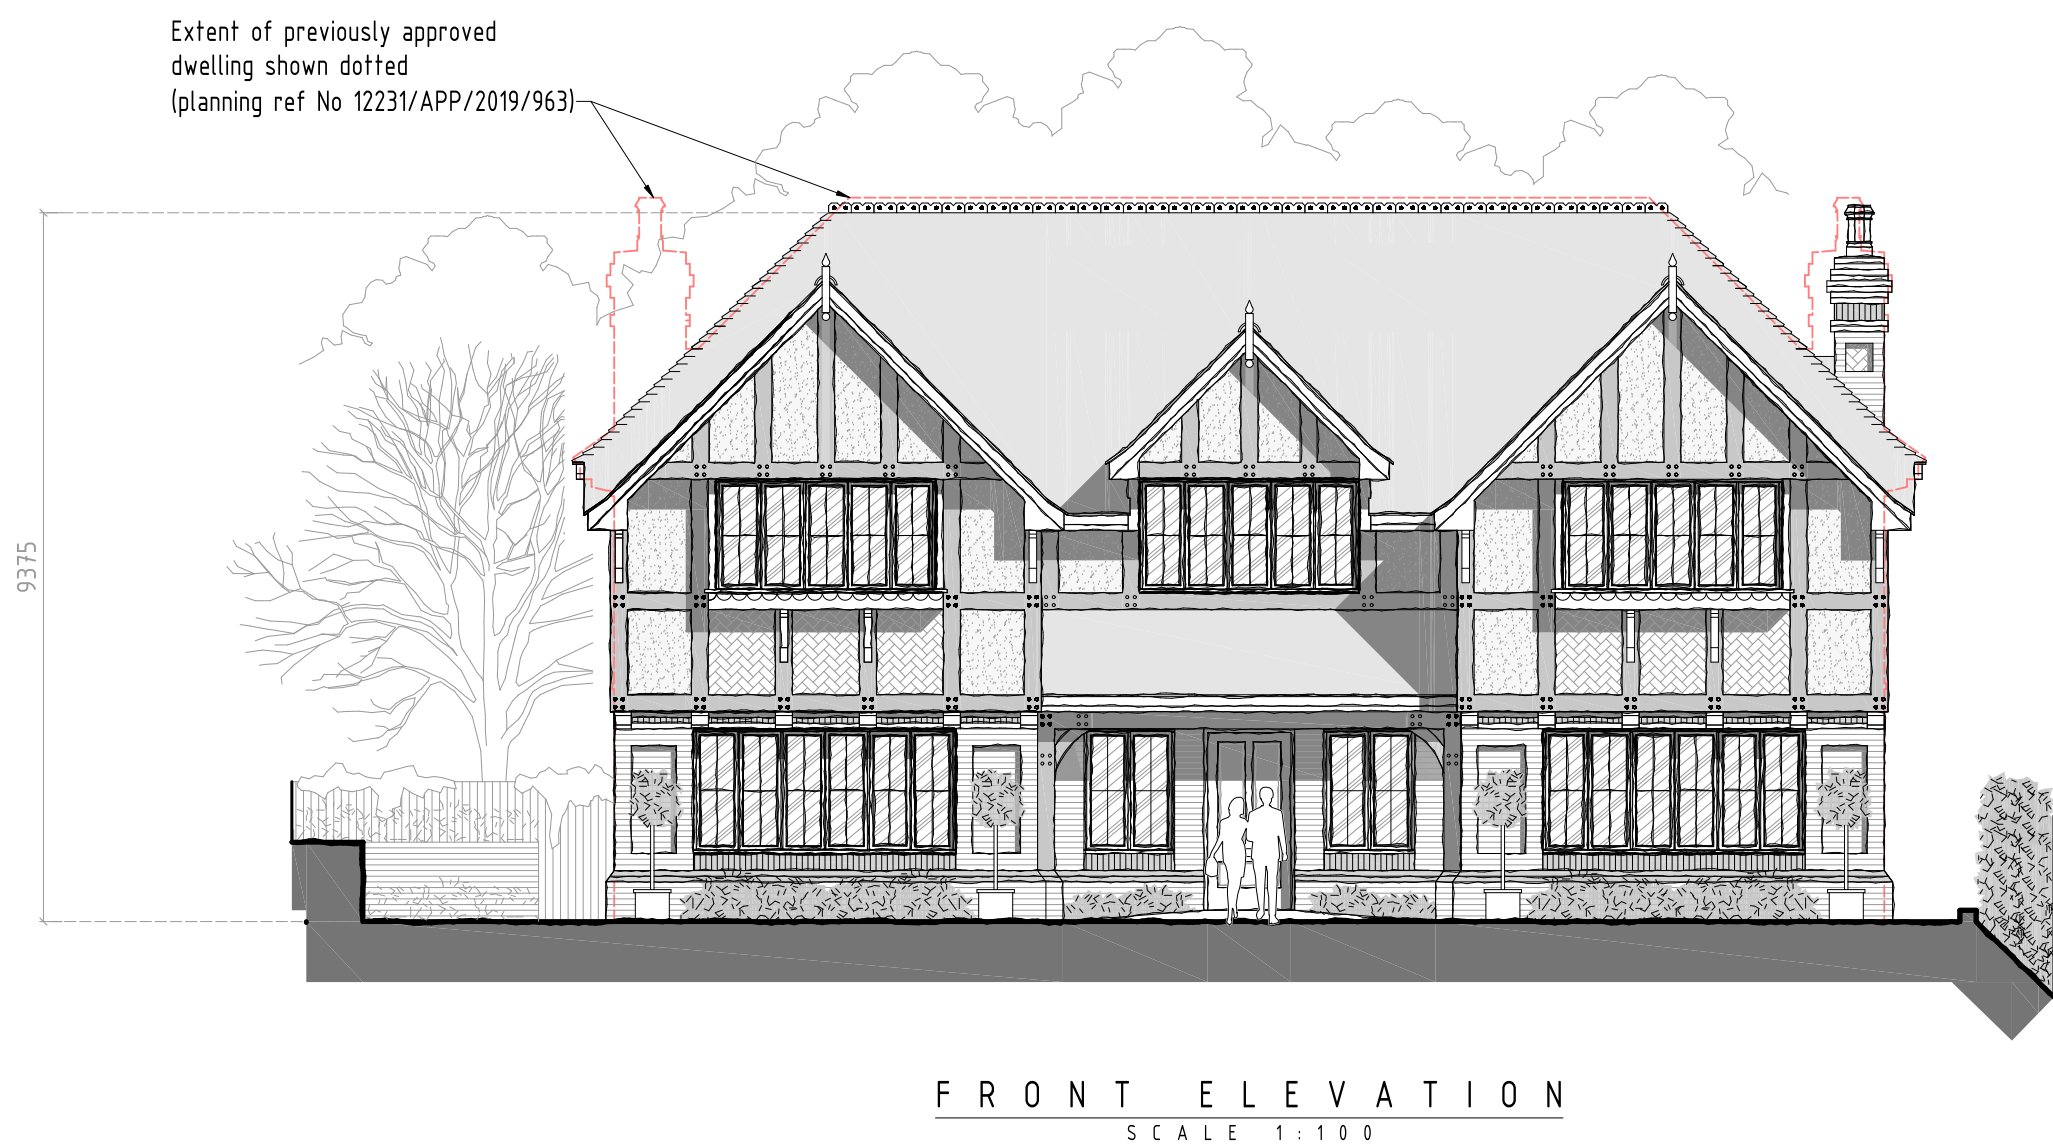 Extent of previously approved
dwelling shown dotted
(planning ref No 12231/APP/2019/963)
9375
FRONT ELEVATION
SCALE 1:100